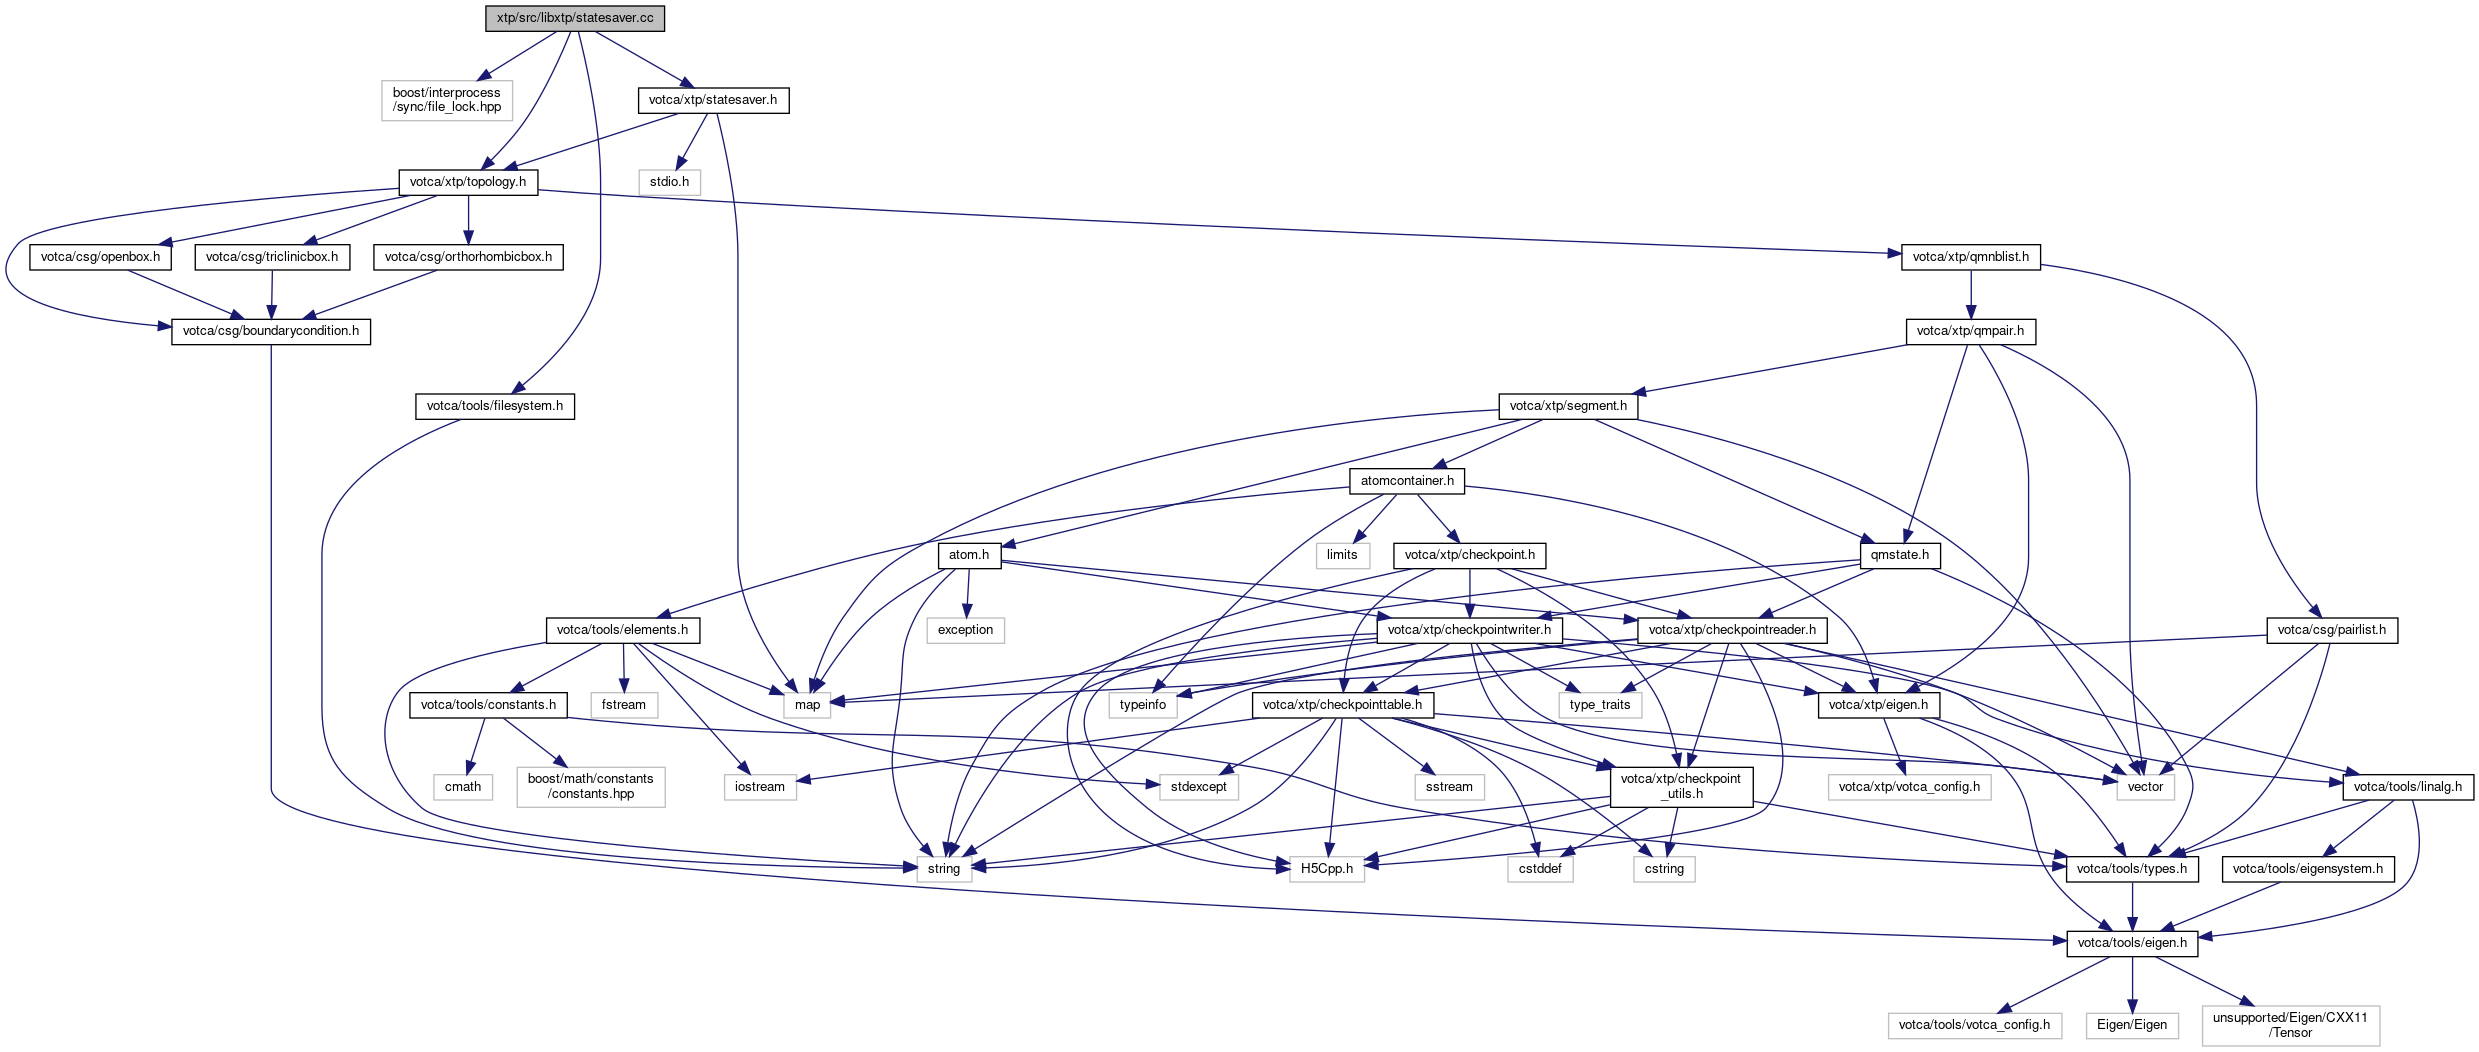 xtp/src/libxtp/statesaver.cc
boost/interprocess
/sync/file_lock.hpp
votca/xtp/statesaver.h
votca/xtp/topology.h
stdio.h
votca/csg/openbox.h
votca/csg/triclinicbox.h
votca/csg/orthorhombicbox.h
votca/xtp/qmnblist.h
votca/csg/boundarycondition.h
votca/xtp/qmpair.h
votca/tools/filesystem.h
votca/xtp/segment.h
atomcontainer.h
atom.h
limits
votca/xtp/checkpoint.h
qmstate.h
votca/tools/elements.h
exception
votca/xtp/checkpointwriter.h
votca/xtp/checkpointreader.h
votca/csg/pairlist.h
votca/tools/constants.h
fstream
map
typeinfo
votca/xtp/checkpointtable.h
type_traits
votca/xtp/eigen.h
cmath
boost/math/constants
/constants.hpp
iostream
stdexcept
sstream
votca/xtp/checkpoint
_utils.h
votca/xtp/votca_config.h
vector
votca/tools/linalg.h
string
H5Cpp.h
cstddef
cstring
votca/tools/types.h
votca/tools/eigensystem.h
votca/tools/eigen.h
votca/tools/votca_config.h
Eigen/Eigen
unsupported/Eigen/CXX11
/Tensor